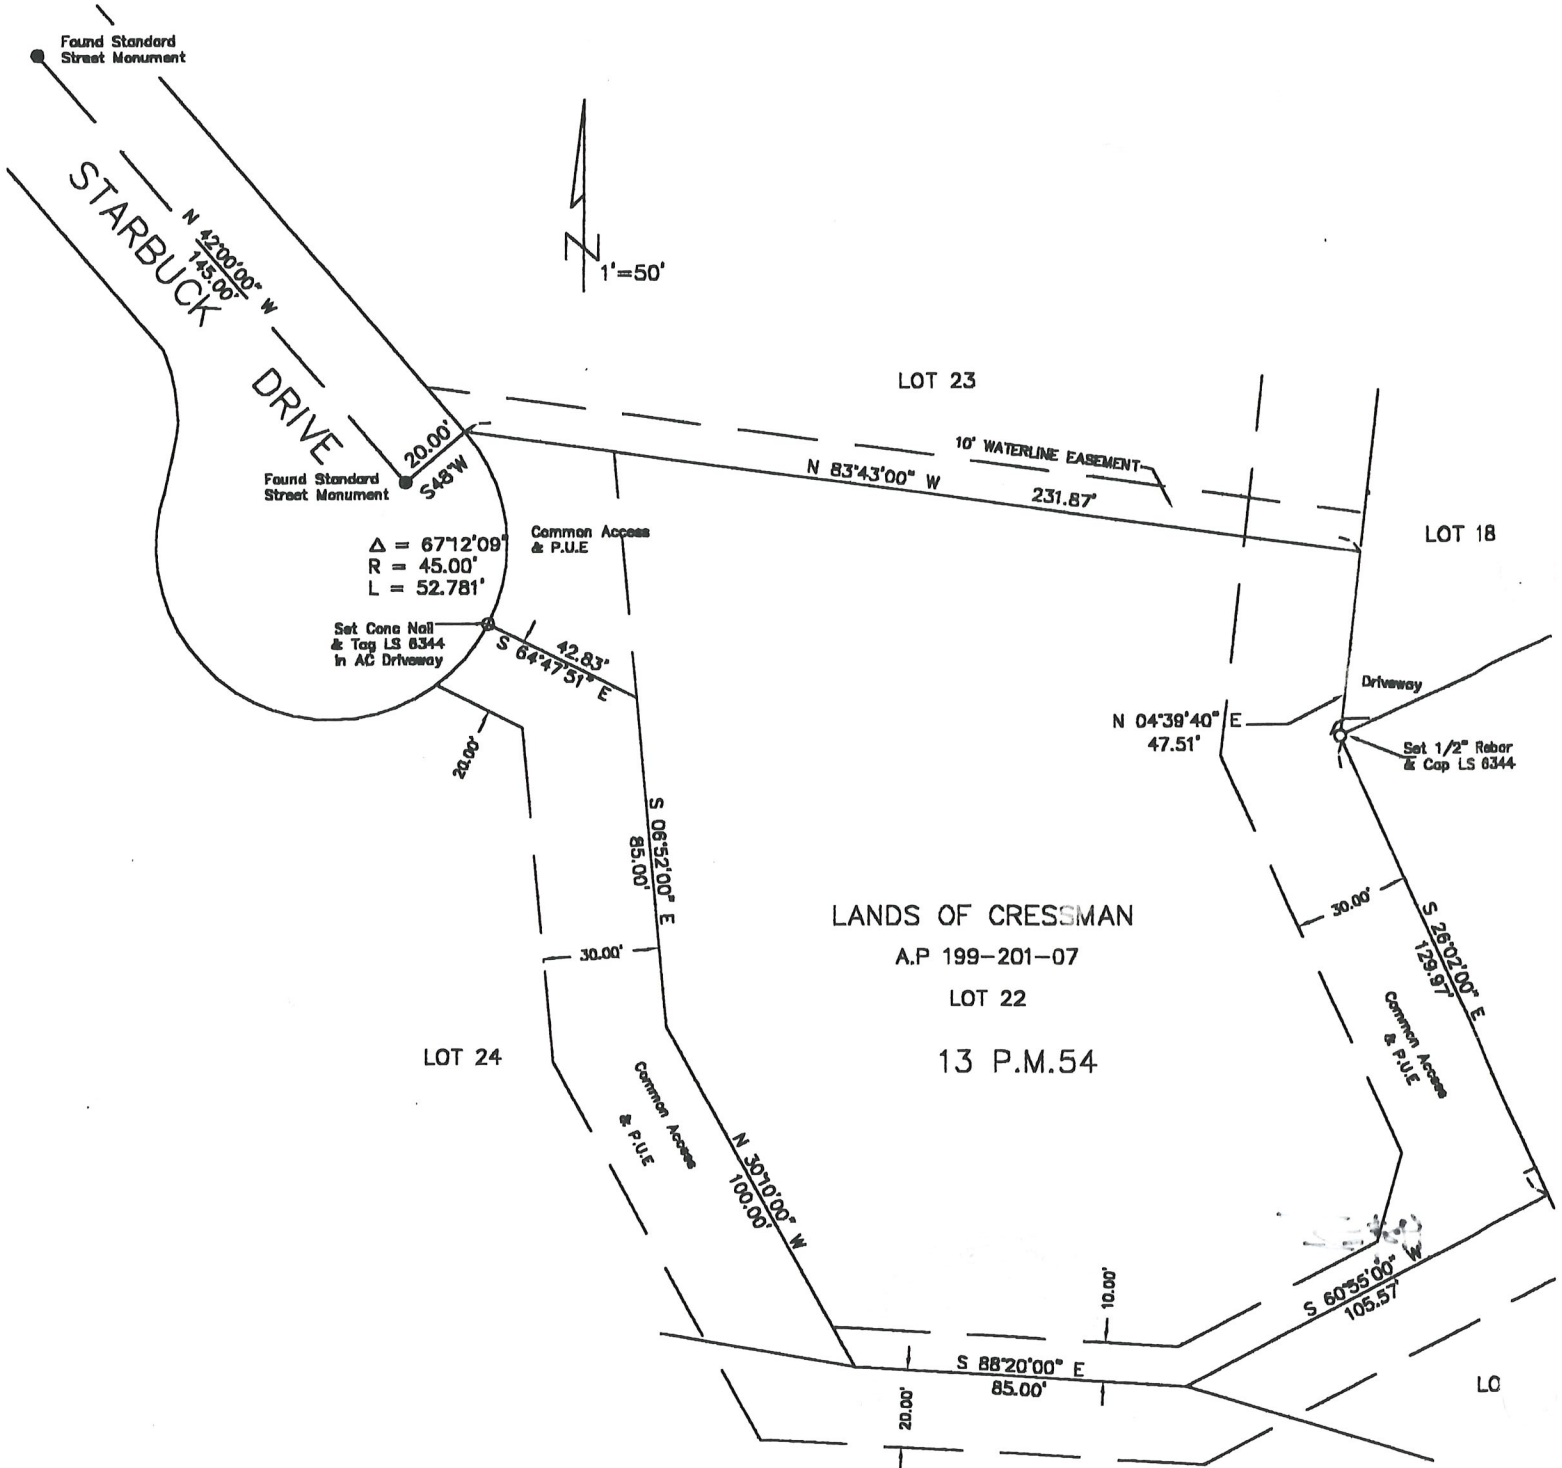 Found Standard
Street Monument
STARBUCK
DRIVE
N 42°00'00" W
145.00'
N
1'=50'
LOT 23
10' WATERLINE EASEMENT
N 83°43'00" W
231.87'
LOT 18
20.00'
S48°W
Found Standard
Street Monument
Δ = 67°12'09"
R = 45.00'
L = 52.781'
Common Access
& P.U.E
Set Conc Nail
& Tag LS 6344
in AC Driveway
42.83'
S 64°47'51" E
20.00'
Driveway
N 04°39'40" E
47.51'
Set 1/2" Rebar
& Cap LS 6344
S 06°52'00" E
85.00'
30.00'
LANDS OF CRESSMAN
A.P 199-201-07
LOT 22
13 P.M.54
30.00'
S 26°02'00" E
129.97'
Common Access
& P.U.E
LOT 24
Common Access
& P.U.E
N 30°10'00" W
100.00'
10.00'
S 60°55'00" W
105.57'
S 88°20'00" E
85.00'
20.00'
LO